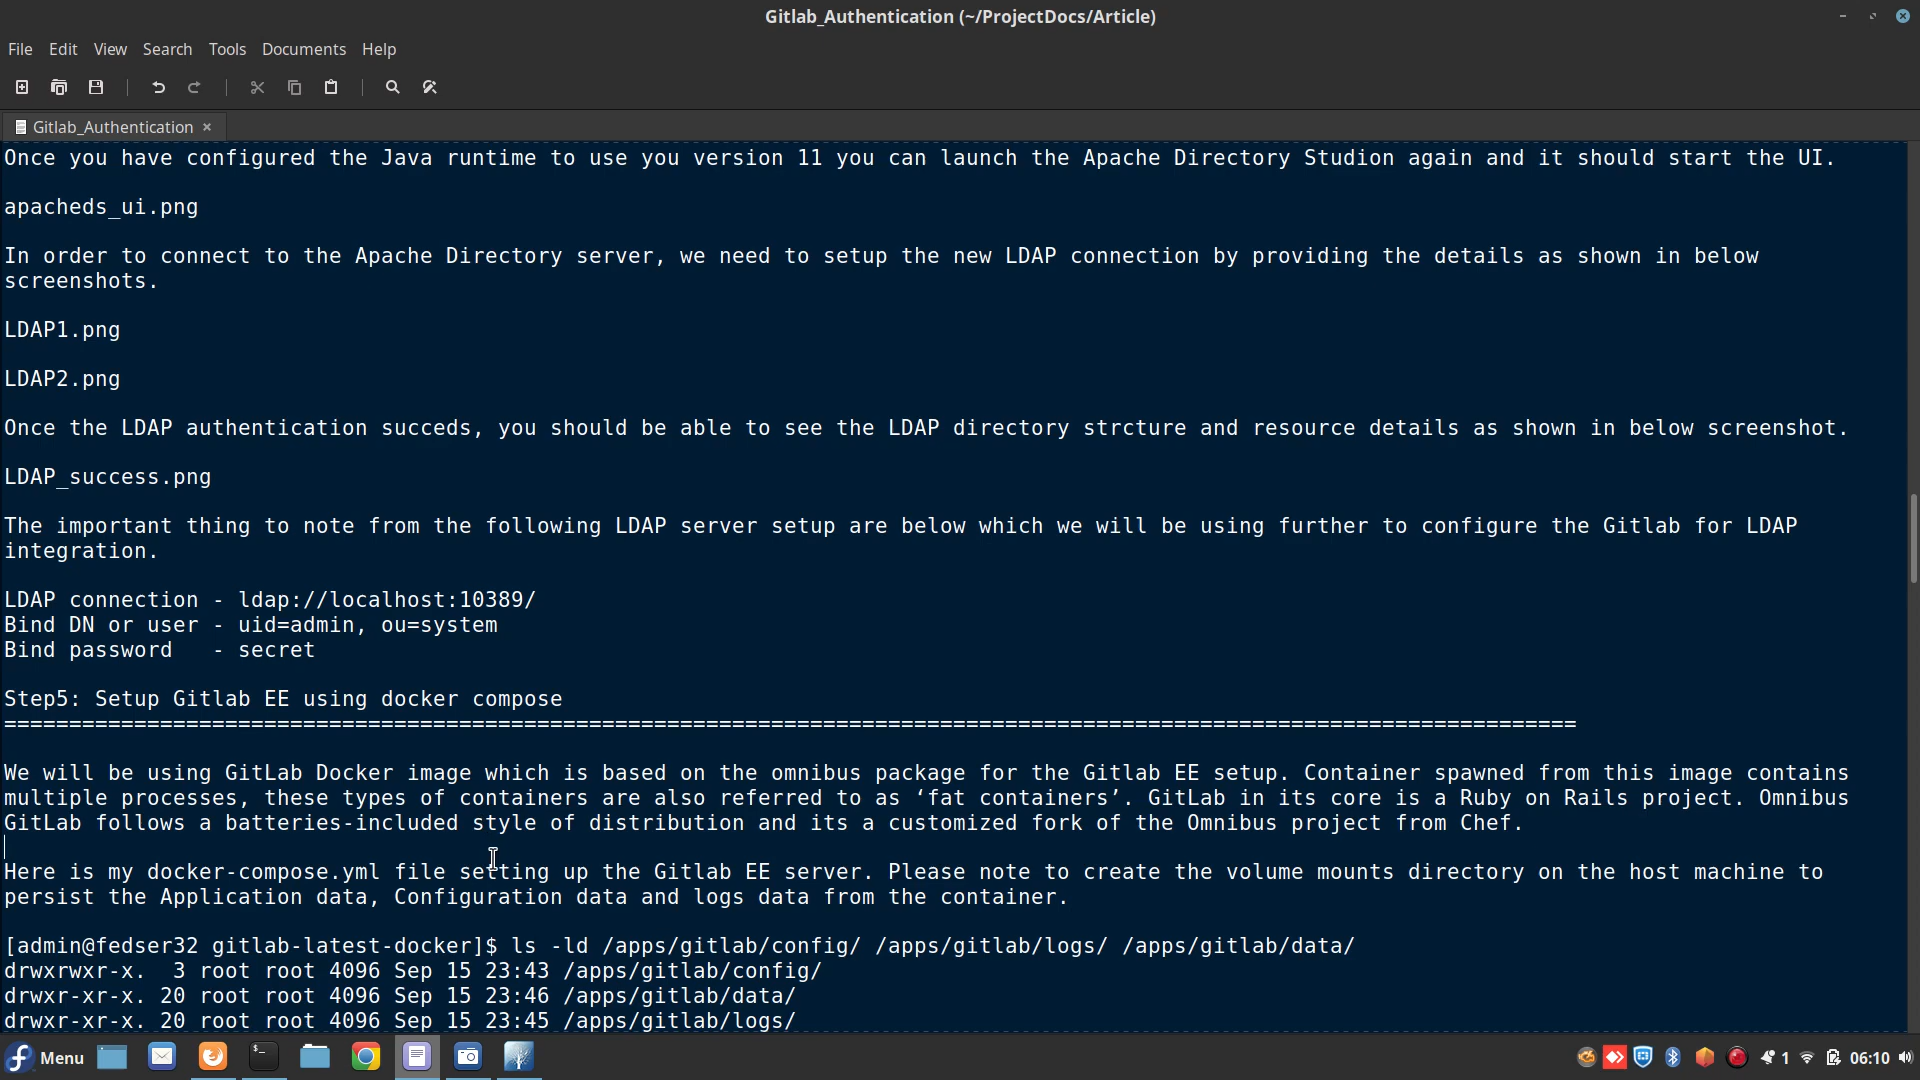 Gitlab_Authentication (~/ProjectDocs/Article)
File Edit View Search Tools Documents Help
Gitlab_Authentication
Once you have configured the Java runtime to use you version 11 you can launch the Apache Directory Studion again and it should start the UI.
apacheds_ui.png
In order to connect to the Apache Directory server, we need to setup the new LDAP connection by providing the details as shown in below
screenshots.
LDAP1.png
LDAP2.png
Once the LDAP authentication succeds, you should be able to see the LDAP directory strcture and resource details as shown in below screenshot.
LDAP_success.png
The important thing to note from the following LDAP server setup are below which we will be using further to configure the Gitlab for LDAP
integration.
LDAP connection - ldap://localhost:10389/
Bind DN or user - uid=admin, ou=system
Bind password   - secret
Step5: Setup Gitlab EE using docker compose
=========================================================================================================================
We will be using GitLab Docker image which is based on the omnibus package for the Gitlab EE setup. Container spawned from this image contains
multiple processes, these types of containers are also referred to as ‘fat containers’. GitLab in its core is a Ruby on Rails project. Omnibus
GitLab follows a batteries-included style of distribution and its a customized fork of the Omnibus project from Chef.
Here is my docker-compose.yml file setting up the Gitlab EE server. Please note to create the volume mounts directory on the host machine to
persist the Application data, Configuration data and logs data from the container.
[admin@fedser32 gitlab-latest-docker]$ ls -ld /apps/gitlab/config/ /apps/gitlab/logs/ /apps/gitlab/data/
drwxrwxr-x.  3 root root 4096 Sep 15 23:43 /apps/gitlab/config/
drwxr-xr-x. 20 root root 4096 Sep 15 23:46 /apps/gitlab/data/
drwxr-xr-x. 20 root root 4096 Sep 15 23:45 /apps/gitlab/logs/
Menu 1 06:10